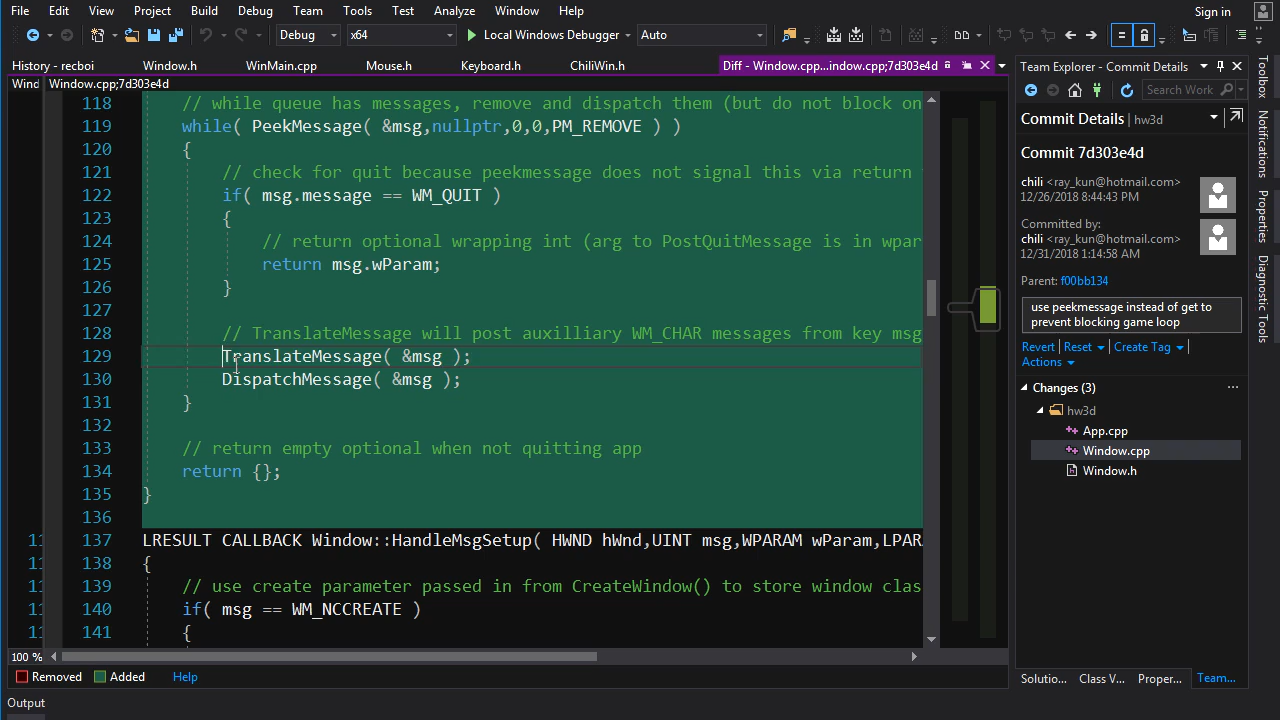 File Edit View Project Build Debug Team Tools Test Analyze Window Help Sign in
Debug x64 Local Windows Debugger Auto
History - recboi Window.h WinMain.cpp Mouse.h Keyboard.h ChiliWin.h Diff - Window.cpp...indow.cpp;7d303e4d
Wind Window.cpp;7d303e4d
118 // while queue has messages, remove and dispatch them (but do not block on
119 while( PeekMessage( &msg,nullptr,0,0,PM_REMOVE ) )
120 {
121 // check for quit because peekmessage does not signal this via return
122 if( msg.message == WM_QUIT )
123 {
124 // return optional wrapping int (arg to PostQuitMessage is in wpar
125 return msg.wParam;
126 }
127
128 // TranslateMessage will post auxilliary WM_CHAR messages from key msg
129 TranslateMessage( &msg );
130 DispatchMessage( &msg );
131 }
132
133 // return empty optional when not quitting app
134 return {};
135 }
136
11 137 LRESULT CALLBACK Window::HandleMsgSetup( HWND hWnd,UINT msg,WPARAM wParam,LPAR
11 138 {
11 139 // use create parameter passed in from CreateWindow() to store window clas
11 140 if( msg == WM_NCCREATE )
11 141 {
100 %
Removed Added Help
Output
Team Explorer - Commit Details
Search Work
Commit Details | hw3d
Commit 7d303e4d
chili <ray_kun@hotmail.com>
12/26/2018 8:44:43 PM
Committed by:
chili <ray_kun@hotmail.com>
12/31/2018 1:14:58 AM
Parent: f00bb134
use peekmessage instead of get to
prevent blocking game loop
Revert Reset Create Tag
Actions
Changes (3)
hw3d
App.cpp
Window.cpp
Window.h
Solutio... Class V... Proper... Team...
Toolbox
Notifications
Properties
Diagnostic Tools